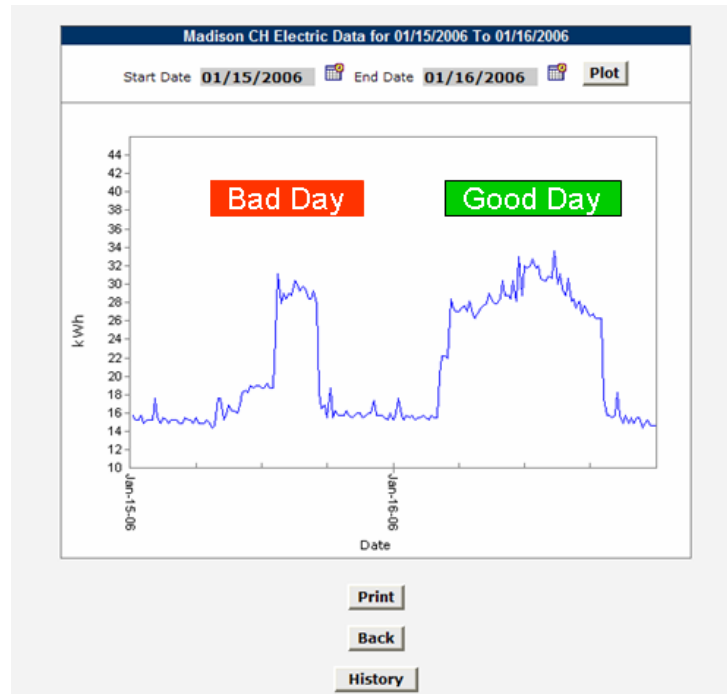 Madison CH Electric Data for 01/15/2006 To 01/16/2006
Start Date 01/15/2006 End Date 01/16/2006 Plot
44
42
40
38
36
34
32
30
28
26
24
22
20
18
16
14
12
10
kWh
Bad Day Good Day
Jan-15-06 Jan-16-06
Date
Print
Back
History